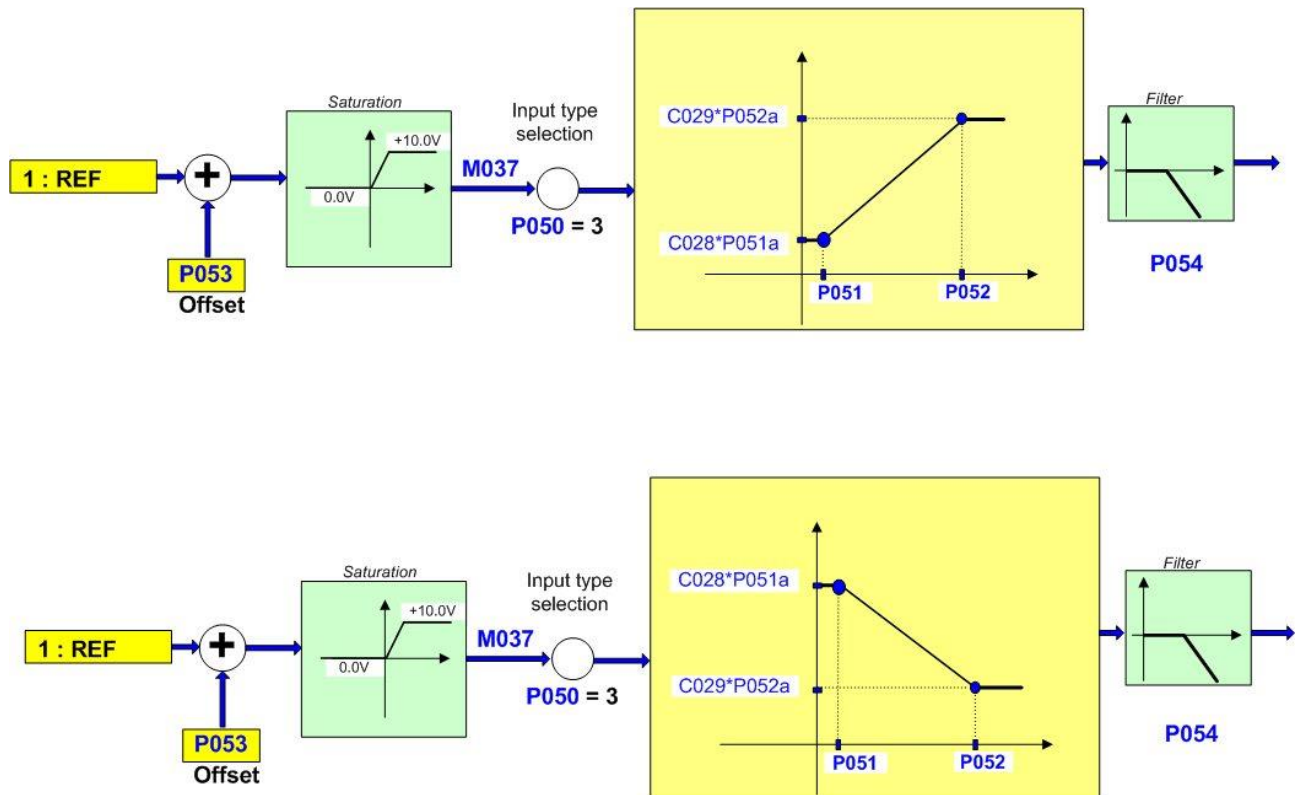 Saturation
+10.0V
0.0V
Input type
selection
1 : REF
+
M037
P050 = 3
P053
Offset
C029*P052a
C028*P051a
P051
P052
Filter
P054
Saturation
+10.0V
0.0V
Input type
selection
1 : REF
+
M037
P050 = 3
P053
Offset
C028*P051a
C029*P052a
P051
P052
Filter
P054